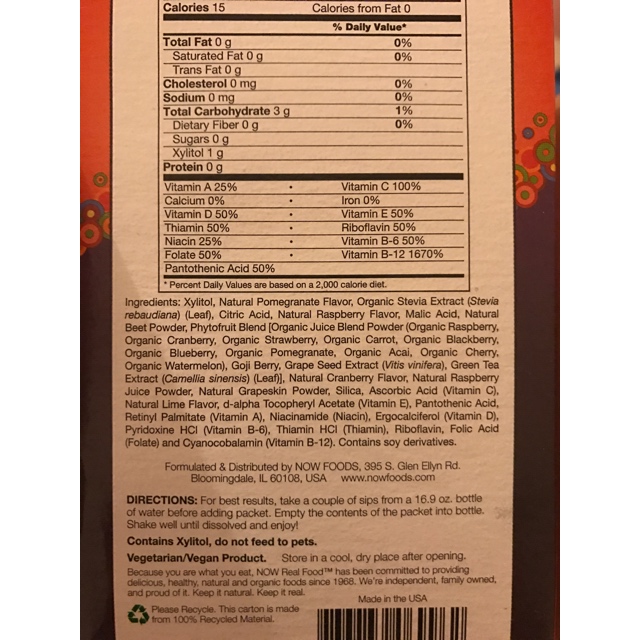 Calories 15 Calories from Fat 0
% Daily Value*
Total Fat 0 g 0%
Saturated Fat 0 g 0%
Trans Fat 0 g
Cholesterol 0 mg 0%
Sodium 0 mg 0%
Total Carbohydrate 3 g 1%
Dietary Fiber 0 g 0%
Sugars 0 g
Xylitol 1 g
Protein 0 g
Vitamin A 25% • Vitamin C 100%
Calcium 0% • Iron 0%
Vitamin D 50% • Vitamin E 50%
Thiamin 50% • Riboflavin 50%
Niacin 25% • Vitamin B-6 50%
Folate 50% • Vitamin B-12 1670%
Pantothenic Acid 50%
* Percent Daily Values are based on a 2,000 calorie diet.
Ingredients: Xylitol, Natural Pomegranate Flavor, Organic Stevia Extract (Stevia
rebaudiana) (Leaf), Citric Acid, Natural Raspberry Flavor, Malic Acid, Natural
Beet Powder, Phytofruit Blend [Organic Juice Blend Powder (Organic Raspberry,
Organic Cranberry, Organic Strawberry, Organic Carrot, Organic Blackberry,
Organic Blueberry, Organic Pomegranate, Organic Acai, Organic Cherry,
Organic Watermelon), Goji Berry, Grape Seed Extract (Vitis vinifera), Green Tea
Extract (Camellia sinensis) (Leaf)], Natural Cranberry Flavor, Natural Raspberry
Juice Powder, Natural Grapeskin Powder, Silica, Ascorbic Acid (Vitamin C),
Natural Lime Flavor, d-alpha Tocopheryl Acetate (Vitamin E), Pantothenic Acid,
Retinyl Palmitate (Vitamin A), Niacinamide (Niacin), Ergocalciferol (Vitamin D),
Pyridoxine HCl (Vitamin B-6), Thiamin HCl (Thiamin), Riboflavin, Folic Acid
(Folate) and Cyanocobalamin (Vitamin B-12). Contains soy derivatives.
Formulated & Distributed by NOW FOODS, 395 S. Glen Ellyn Rd.
Bloomingdale, IL 60108, USA www.nowfoods.com
DIRECTIONS: For best results, take a couple of sips from a 16.9 oz. bottle
of water before adding packet. Empty the contents of the packet into bottle.
Shake well until dissolved and enjoy!
Contains Xylitol, do not feed to pets.
Vegetarian/Vegan Product. Store in a cool, dry place after opening.
Because you are what you eat, NOW Real Food™ has been committed to providing
delicious, healthy, natural and organic foods since 1968. We're independent, family owned,
and proud of it. Keep it natural. Keep it real.
Made in the USA
Please Recycle. This carton is made
from 100% Recycled Material.